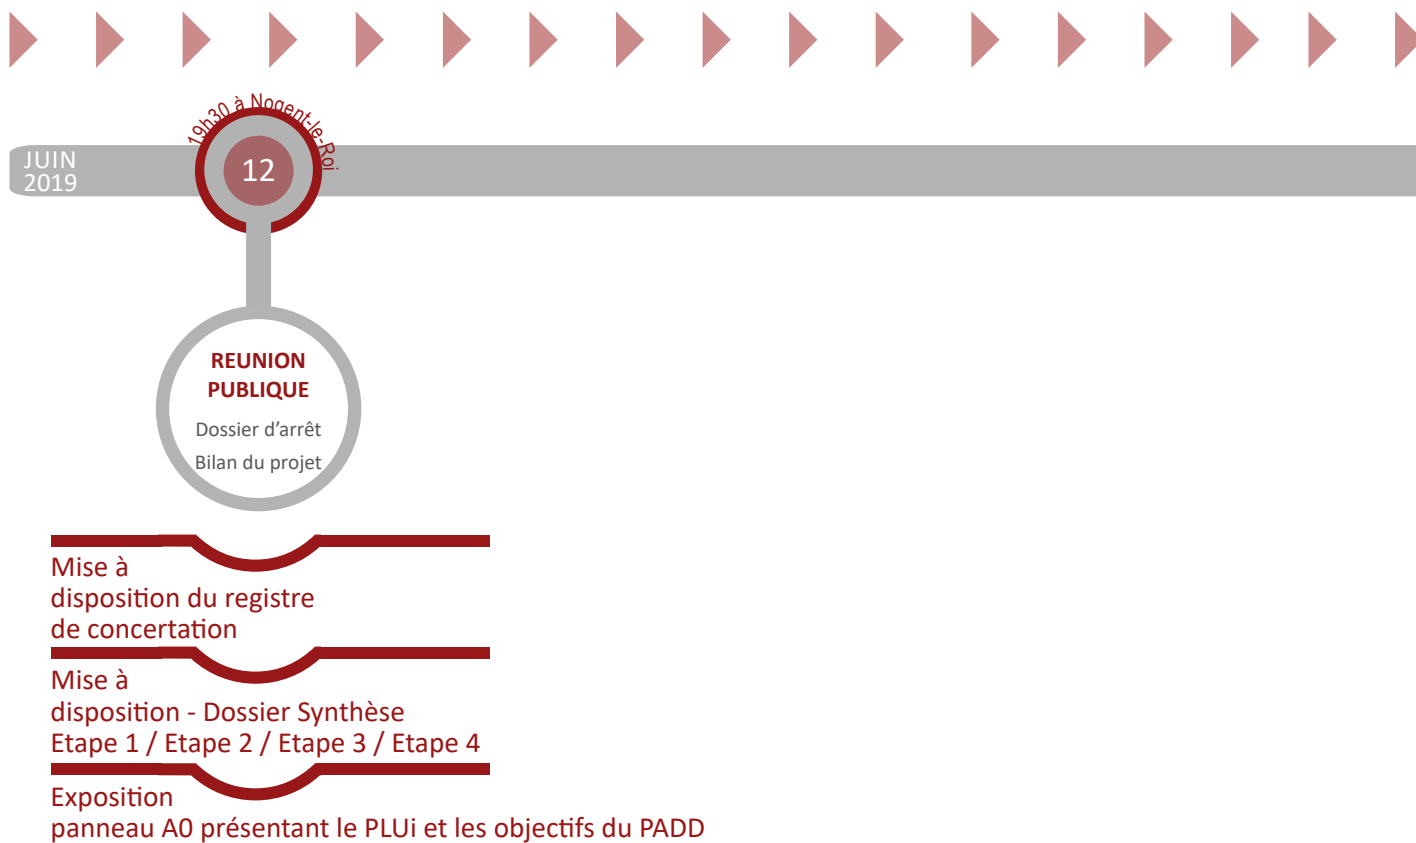 19h30 à Nogent-le-Roi
JUIN
2019
12
REUNION
PUBLIQUE
Dossier d’arrêt
Bilan du projet
Mise à
disposition du registre
de concertation
Mise à
disposition - Dossier Synthèse
Etape 1 / Etape 2 / Etape 3 / Etape 4
Exposition
panneau A0 présentant le PLUi et les objectifs du PADD